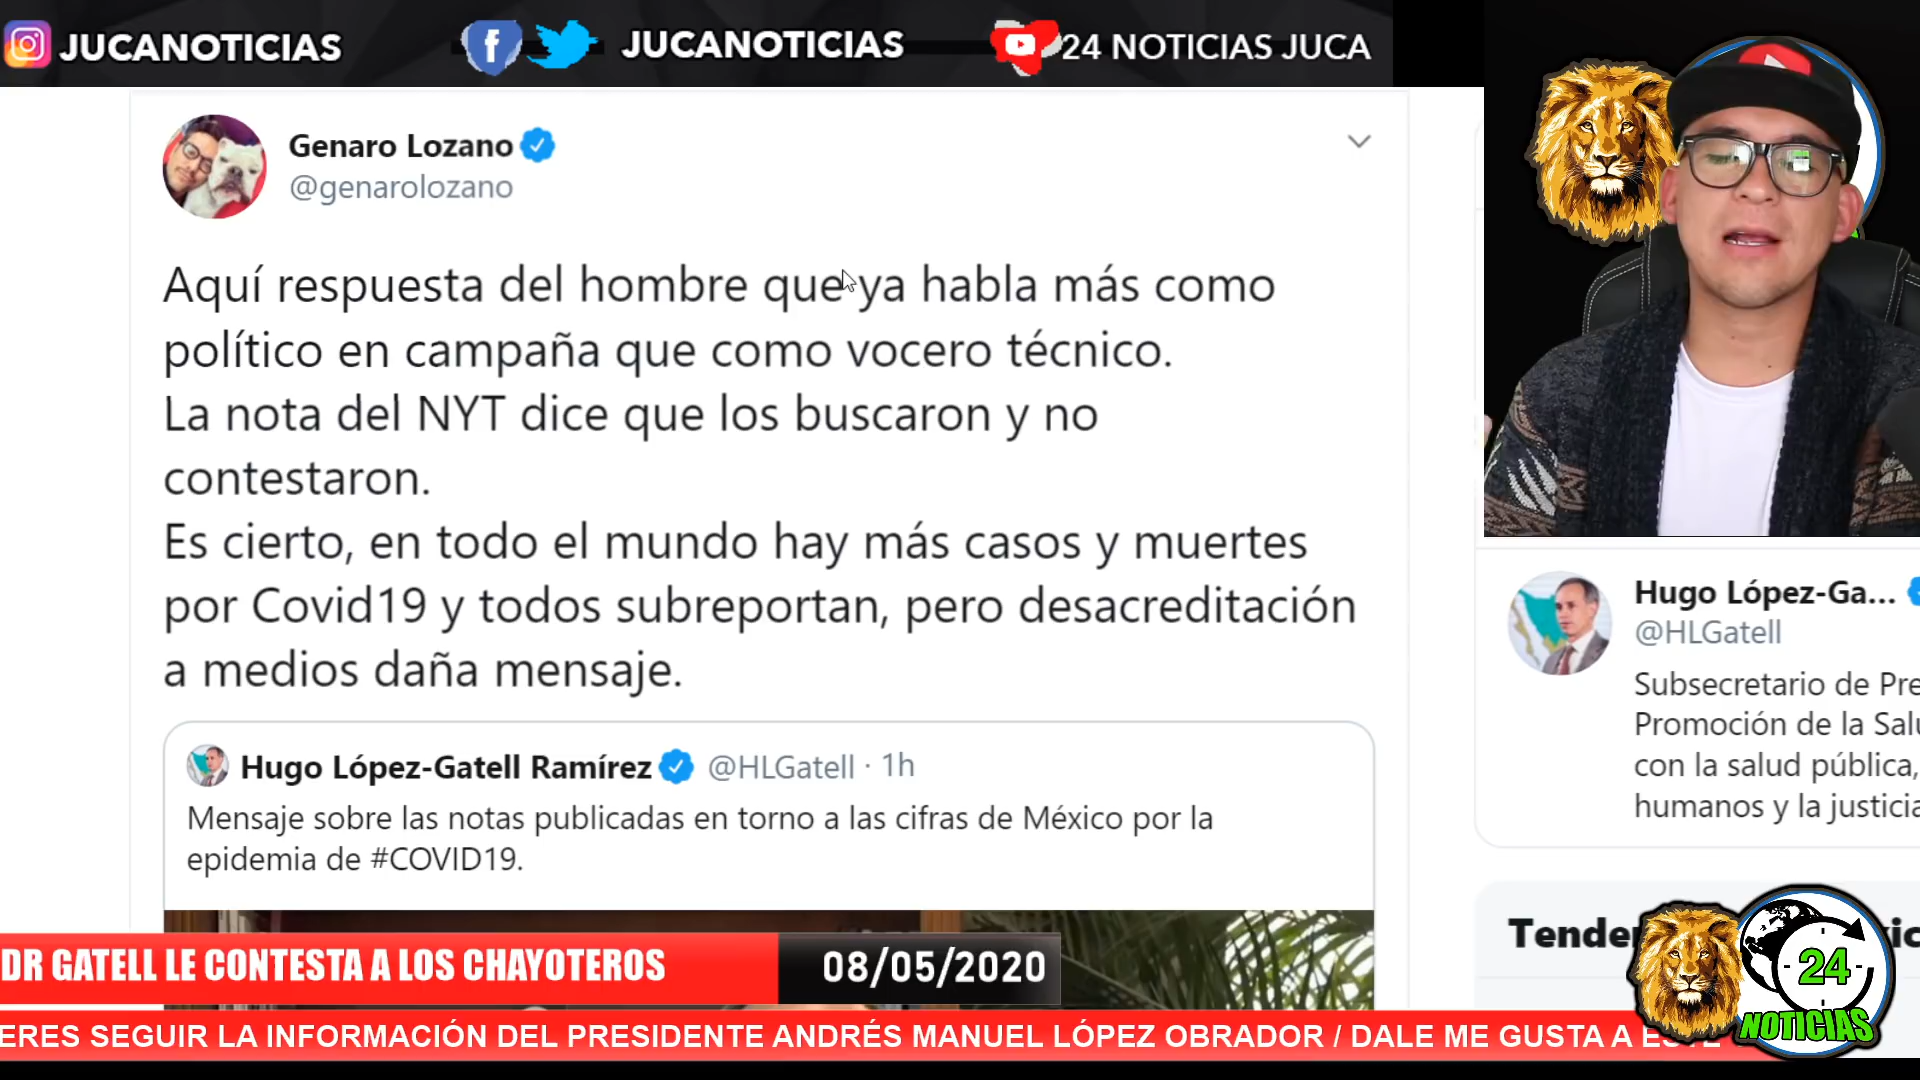 JUCANOTICIAS
JUCANOTICIAS
24 NOTICIAS JUCA
Genaro Lozano
@genarolozano
Aquí respuesta del hombre que ya habla más como
político en campaña que como vocero técnico.
La nota del NYT dice que los buscaron y no
contestaron.
Es cierto, en todo el mundo hay más casos y muertes
por Covid19 y todos subreportan, pero desacreditación
a medios daña mensaje.
Hugo López-Gatell Ramírez @HLGatell · 1h
Mensaje sobre las notas publicadas en torno a las cifras de México por la
epidemia de #COVID19.
Hugo López-Ga...
@HLGatell
Subsecretario de Pre
Promoción de la Salu
con la salud pública,
humanos y la justicia
Tenden
xico
DR GATELL LE CONTESTA A LOS CHAYOTEROS
08/05/2020
ERES SEGUIR LA INFORMACIÓN DEL PRESIDENTE ANDRÉS MANUEL LÓPEZ OBRADOR / DALE ME GUSTA A ESTE
24
NOTICIAS